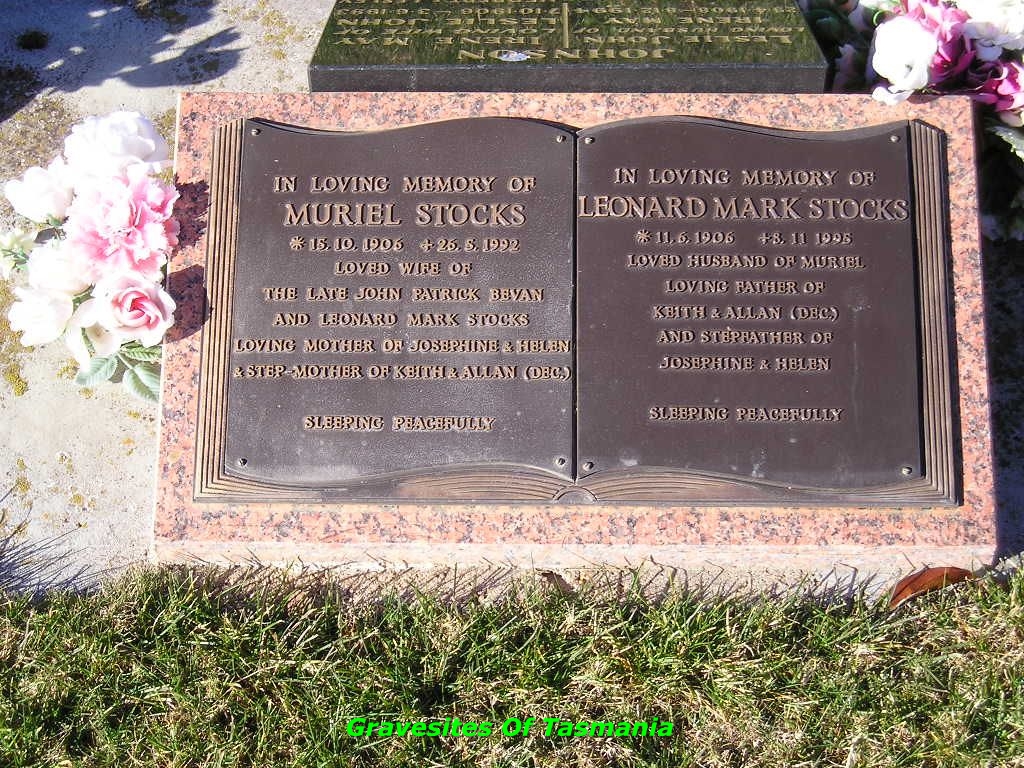 JOHNSON
IN LOVING MEMORY OF
MURIEL STOCKS
* 15. 10. 1906 + 26. 5. 1992
LOVED WIFE OF
THE LATE JOHN PATRICK BEVAN
AND LEONARD MARK STOCKS
LOVING MOTHER OF JOSEPHINE & HELEN
& STEP-MOTHER OF KEITH & ALLAN (DEC.)
SLEEPING PEACEFULLY
IN LOVING MEMORY OF
LEONARD MARK STOCKS
* 11. 6. 1906 + 3. 11 1995
LOVED HUSBAND OF MURIEL
LOVING FATHER OF
KEITH & ALLAN (DEC.)
AND STEPFATHER OF
JOSEPHINE & HELEN
SLEEPING PEACEFULLY
Gravesites Of Tasmania